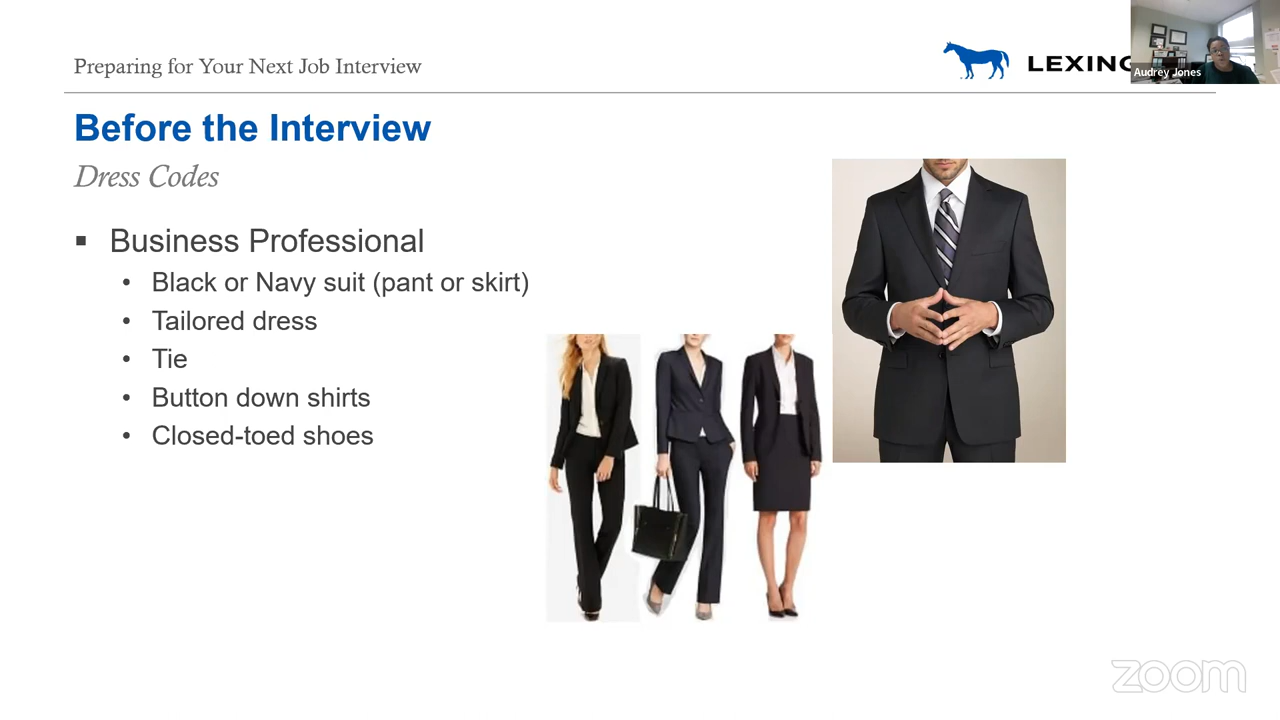 Preparing for Your Next Job Interview
LEXING
Audrey Jones
Before the Interview
Dress Codes
▪ Business Professional
• Black or Navy suit (pant or skirt)
• Tailored dress
• Tie
• Button down shirts
• Closed-toed shoes
zoom